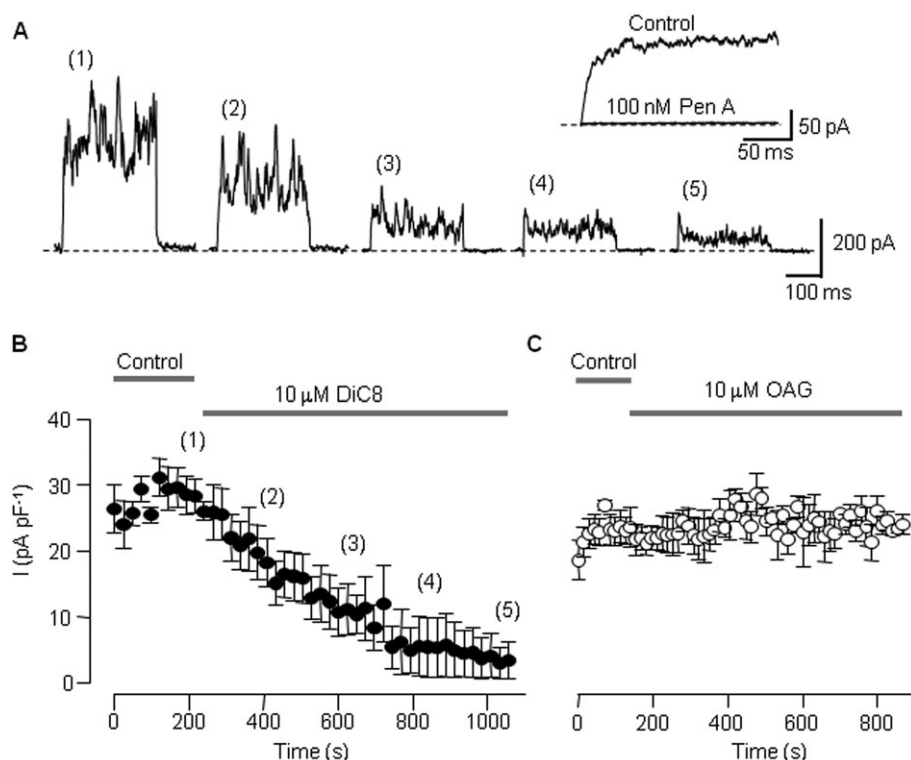 A
(1)
(2)
(3)
(4)
(5)
Control
100 nM Pen A
50 pA
50 ms
200 pA
100 ms
B
Control
10 µM DiC8
(1)
(2)
(3)
(4)
(5)
I (pA pF⁻¹)
40
30
20
10
0
0 200 400 600 800 1000
Time (s)
C
Control
10 µM OAG
0 200 400 600 800
Time (s)